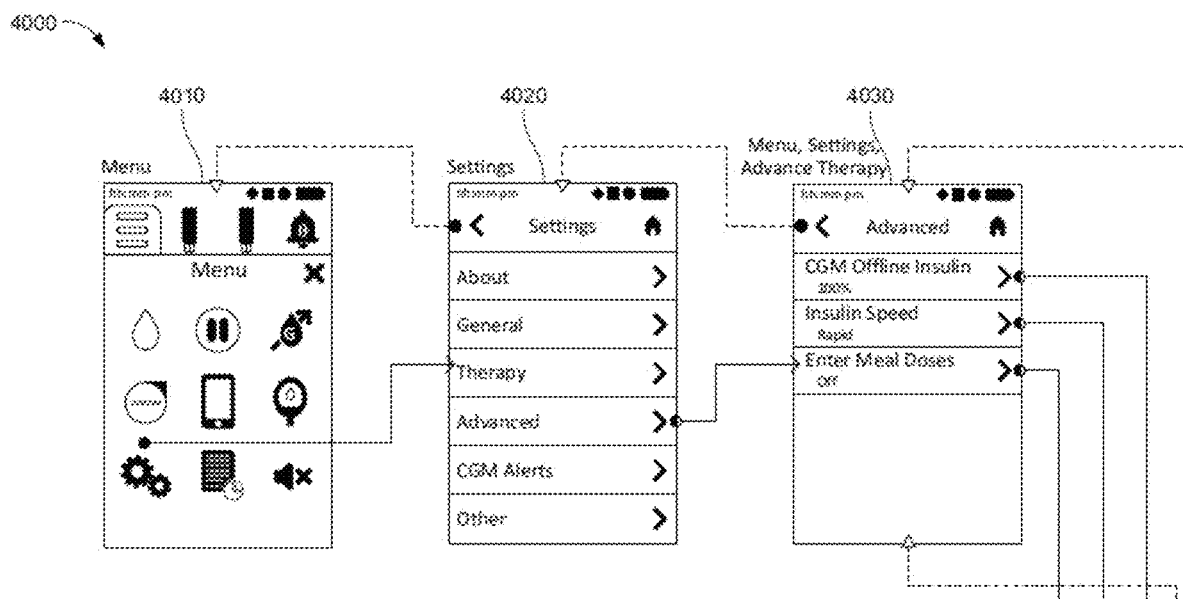 4000
4010
4020
4030
Menu
Settings
Menu, Settings,
Advance Therapy
Menu
Settings
Advanced
About
General
Therapy
Advanced
CGM Alerts
Other
CGM Offline Insulin
Insulin Speed
Rapid
Enter Meal Doses
Off